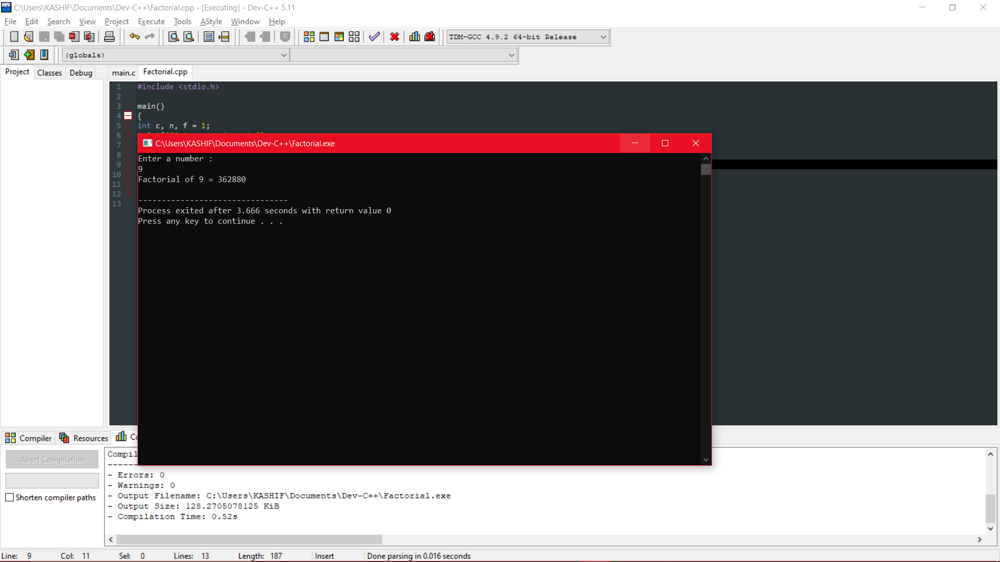 C:\Users\KASHIF\Documents\Dev-C++\Factorial.cpp - [Executing] - Dev-C++ 5.11
File Edit Search View Project Execute Tools AStyle Window Help
TDM-GCC 4.9.2 64-bit Release
(globals)
Project Classes Debug main.c Factorial.cpp
1 #include <stdio.h>
2
3 main()
4 {
5 int c, n, f = 1;
6
7
8
9
10
11
12
13
C:\Users\KASHIF\Documents\Dev-C++\Factorial.exe
Enter a number :
9
Factorial of 9 = 362880
--------------------------------
Process exited after 3.666 seconds with return value 0
Press any key to continue . . .
Compiler Resources
Abort Compilation
Shorten compiler paths
- Errors: 0
- Warnings: 0
- Output Filename: C:\Users\KASHIF\Documents\Dev-C++\Factorial.exe
- Output Size: 128.2705078125 KiB
- Compilation Time: 0.52s
Line: 9 Col: 11 Sel: 0 Lines: 13 Length: 187 Insert Done parsing in 0.016 seconds